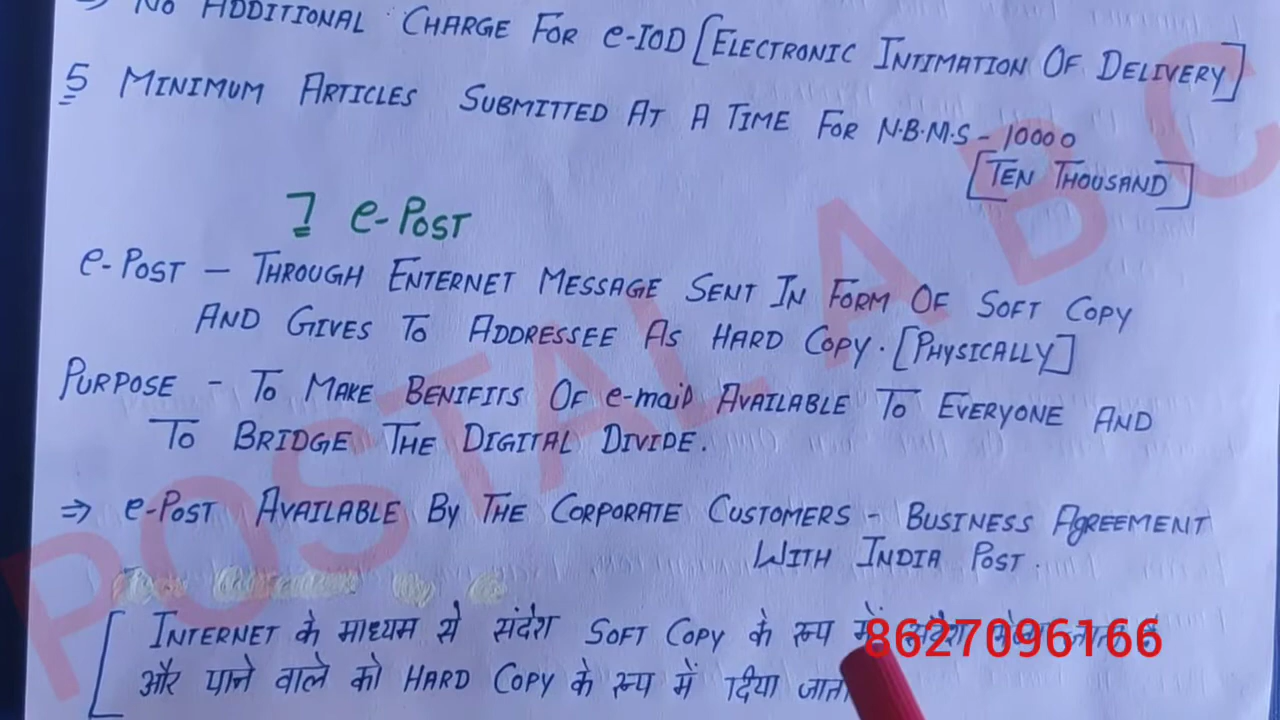 NO ADDITIONAL CHARGE FOR e-IOD [ELECTRONIC INTIMATION OF DELIVERY]
5 MINIMUM ARTICLES SUBMITTED AT A TIME FOR N.B.M.S - 10000
[TEN THOUSAND]
7 e-POST
e-POST – THROUGH ENTERNET MESSAGE SENT IN FORM OF SOFT COPY
AND GIVES TO ADDRESSEE AS HARD COPY. [PHYSICALLY]
PURPOSE - TO MAKE BENIFITS OF e-mail AVAILABLE TO EVERYONE AND
TO BRIDGE THE DIGITAL DIVIDE.
⇒ e-POST AVAILABLE BY THE CORPORATE CUSTOMERS - BUSINESS AGREEMENT
WITH INDIA POST.
[ INTERNET के माध्यम से संदेश SOFT COPY के रूप में
8627096166
और पाने वाले को HARD COPY के रूप में दिया जाता
POSTAL ABC